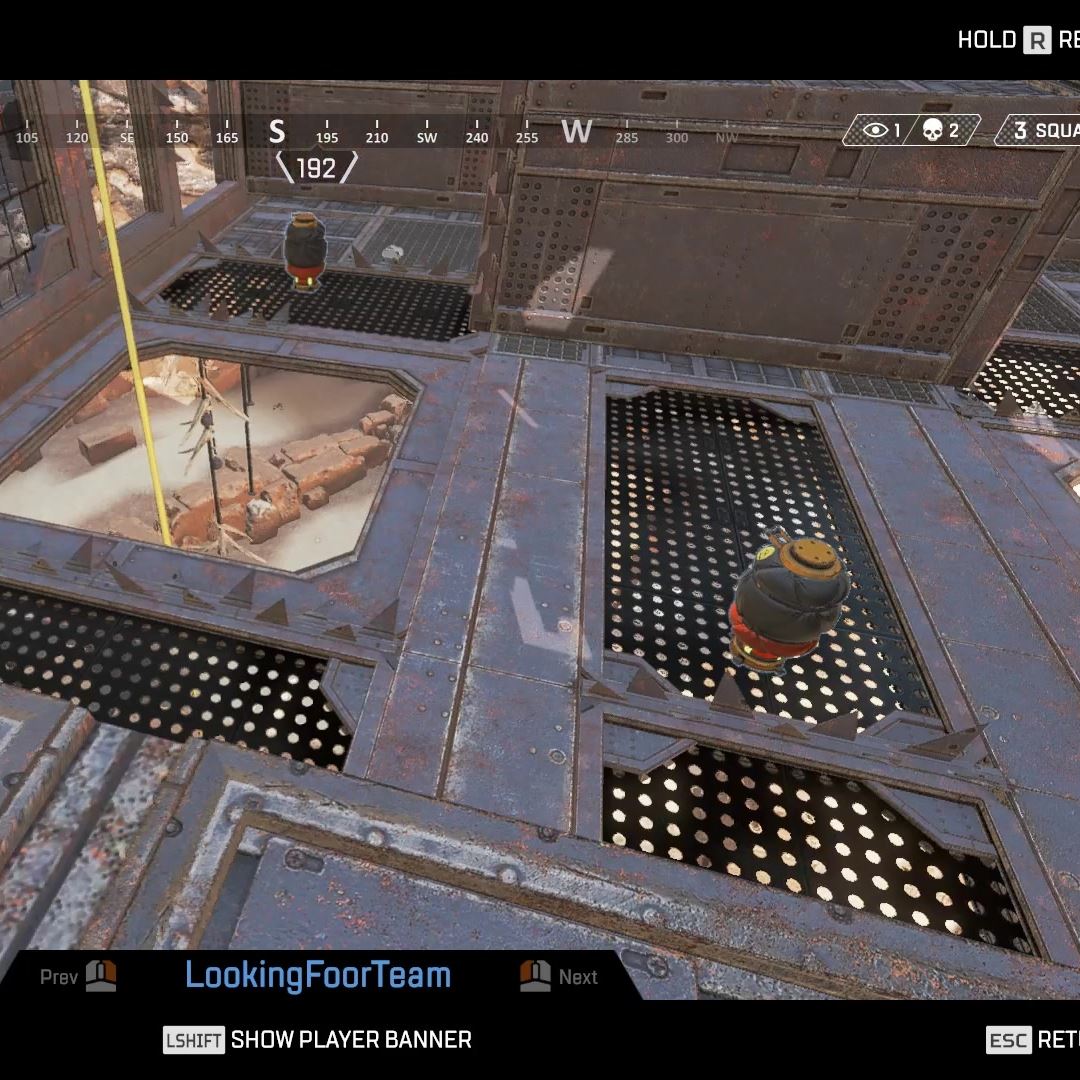 HOLD R RE
105 120 SE 150 165 S 195 210 SW 240 255 W 285 300 NW
1 2 3 SQUA
192
Prev LookingFoorTeam Next
LSHIFT SHOW PLAYER BANNER
ESC RET